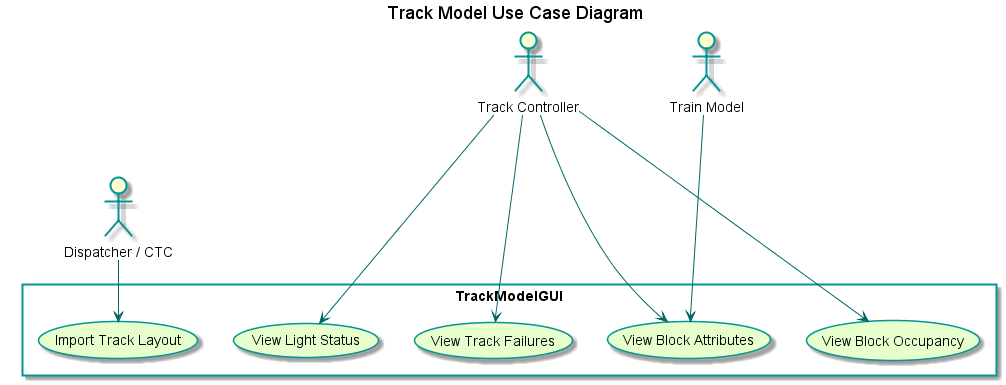 Track Model Use Case Diagram
Track Controller
Train Model
Dispatcher / CTC
TrackModelGUI
Import Track Layout
View Light Status
View Track Failures
View Block Attributes
View Block Occupancy